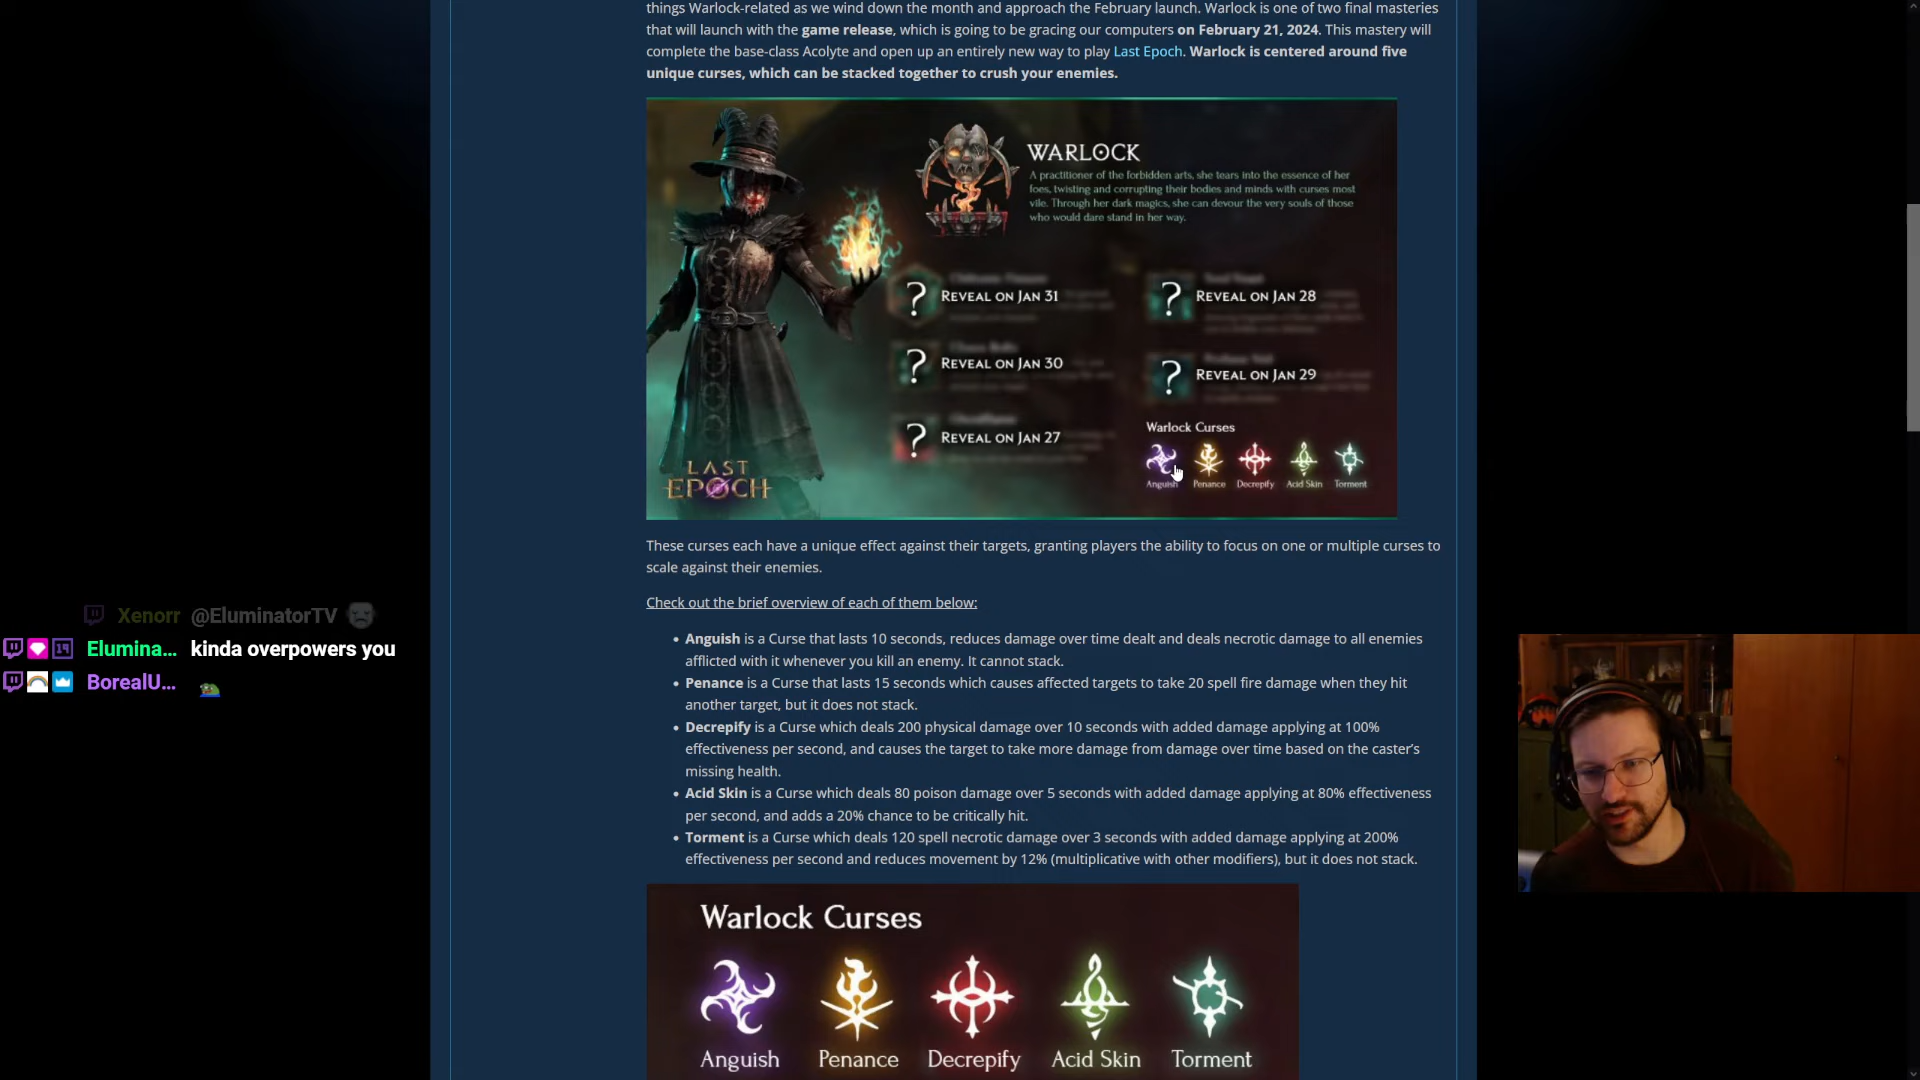 things Warlock-related as we wind down the month and approach the February launch. Warlock is one of two final masteries
that will launch with the game release, which is going to be gracing our computers on February 21, 2024. This mastery will
complete the base-class Acolyte and open up an entirely new way to play Last Epoch. Warlock is centered around five
unique curses, which can be stacked together to crush your enemies.
WARLOCK
A practitioner of the forbidden arts, she tears into the essence of her
foes, twisting and corrupting their bodies and minds with curses most
vile. Through her dark magics, she can devour the very souls of those
who would dare stand in her way.
? REVEAL ON JAN 31
? REVEAL ON JAN 28
? REVEAL ON JAN 30
? REVEAL ON JAN 29
? REVEAL ON JAN 27
Warlock Curses
Anguish Penance Decrepify Acid Skin Torment
LAST
EPOCH
These curses each have a unique effect against their targets, granting players the ability to focus on one or multiple curses to
scale against their enemies.
Check out the brief overview of each of them below:
• Anguish is a Curse that lasts 10 seconds, reduces damage over time dealt and deals necrotic damage to all enemies
afflicted with it whenever you kill an enemy. It cannot stack.
• Penance is a Curse that lasts 15 seconds which causes affected targets to take 20 spell fire damage when they hit
another target, but it does not stack.
• Decrepify is a Curse which deals 200 physical damage over 10 seconds with added damage applying at 100%
effectiveness per second, and causes the target to take more damage from damage over time based on the caster's
missing health.
• Acid Skin is a Curse which deals 80 poison damage over 5 seconds with added damage applying at 80% effectiveness
per second, and adds a 20% chance to be critically hit.
• Torment is a Curse which deals 120 spell necrotic damage over 3 seconds with added damage applying at 200%
effectiveness per second and reduces movement by 12% (multiplicative with other modifiers), but it does not stack.
Warlock Curses
Anguish Penance Decrepify Acid Skin Torment
Xenorr @EluminatorTV
19 Elumina... kinda overpowers you
BorealU...